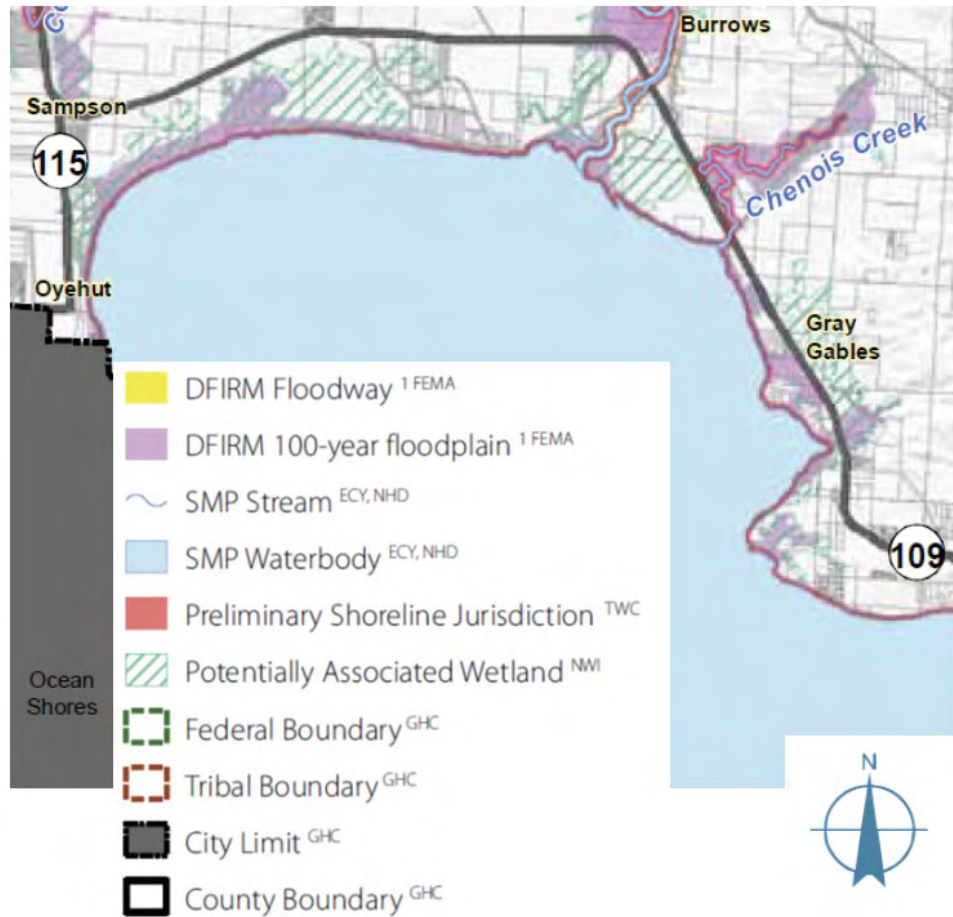 Burrows
Sampson
115
Chenois Creek
Oyehut
Gray
Gables
109
DFIRM Floodway 1 FEMA
DFIRM 100-year floodplain 1 FEMA
SMP Stream ECY, NHD
SMP Waterbody ECY, NHD
Preliminary Shoreline Jurisdiction TWC
Potentially Associated Wetland NWI
Federal Boundary GHC
Tribal Boundary GHC
City Limit GHC
County Boundary GHC
Ocean
Shores
N